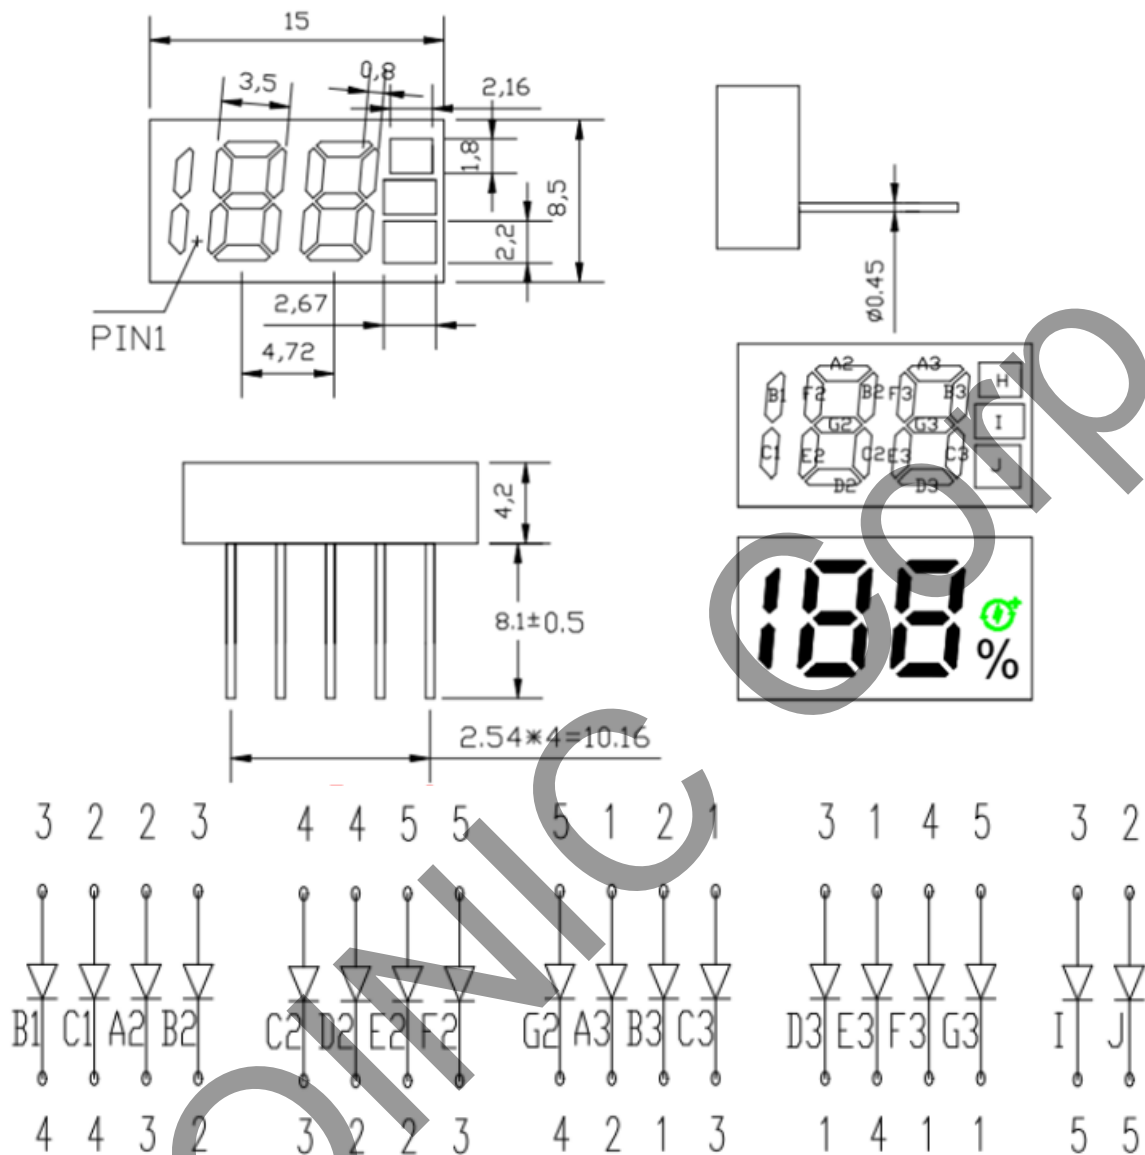 15
3,5
0,8
2,16
1,8
8,5
2,2
2,67
4,72
PIN1
ø0.45
A2 A3
B1 F2 B2 F3 B3 H
G2 G3 I
C1 E2 C2 E3 C3 J
D2 D3
188
%
4,2
8.1±0.5
2.54*4=10.16
3 2 2 3 4 4 5 5 5 1 2 1 3 1 4 5 3 2
B1 C1 A2 B2 C2 D2 E2 F2 G2 A3 B3 C3 D3 E3 F3 G3 I J
4 4 3 2 3 2 2 3 4 2 1 3 1 4 1 1 5 5
ONIC Corp